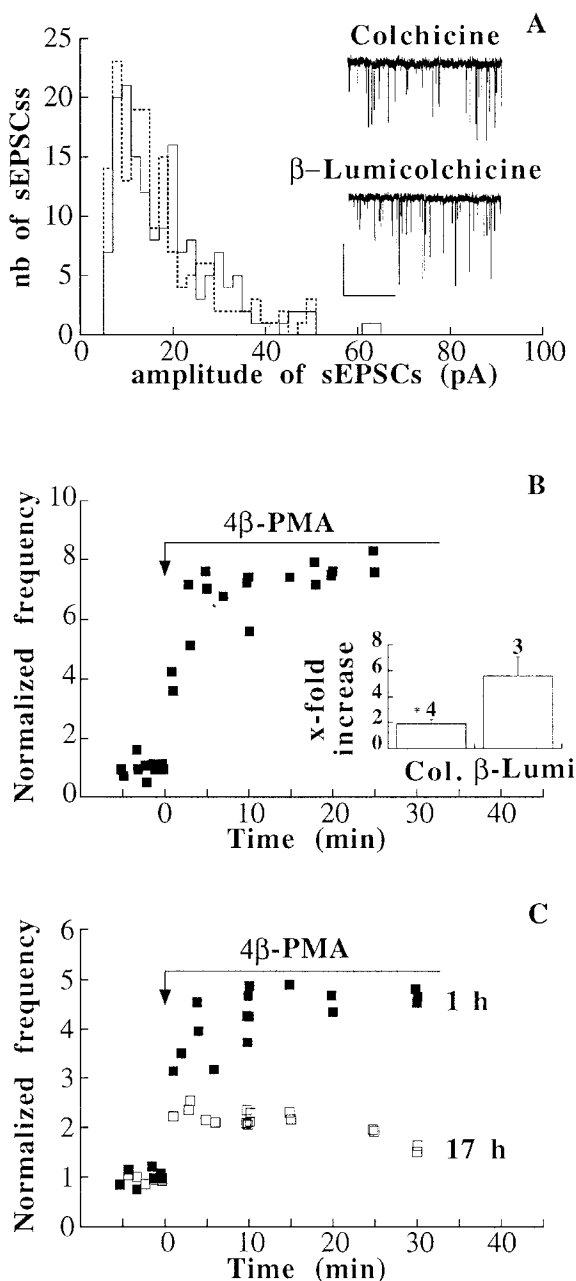 A
Colchicine
β-Lumicolchicine
nb of sEPSCss
25
20
15
10
5
0
0 20 40 60 80 100
amplitude of sEPSCs (pA)
B
4β-PMA
Normalized frequency
10
8
6
4
2
0
0 10 20 30 40
Time (min)
x-fold increase
8
6
4
2
0
* 4
3
Col. β-Lumi
C
4β-PMA
Normalized frequency
6
5
4
3
2
1
0
1 h
17 h
0 10 20 30 40
Time (min)